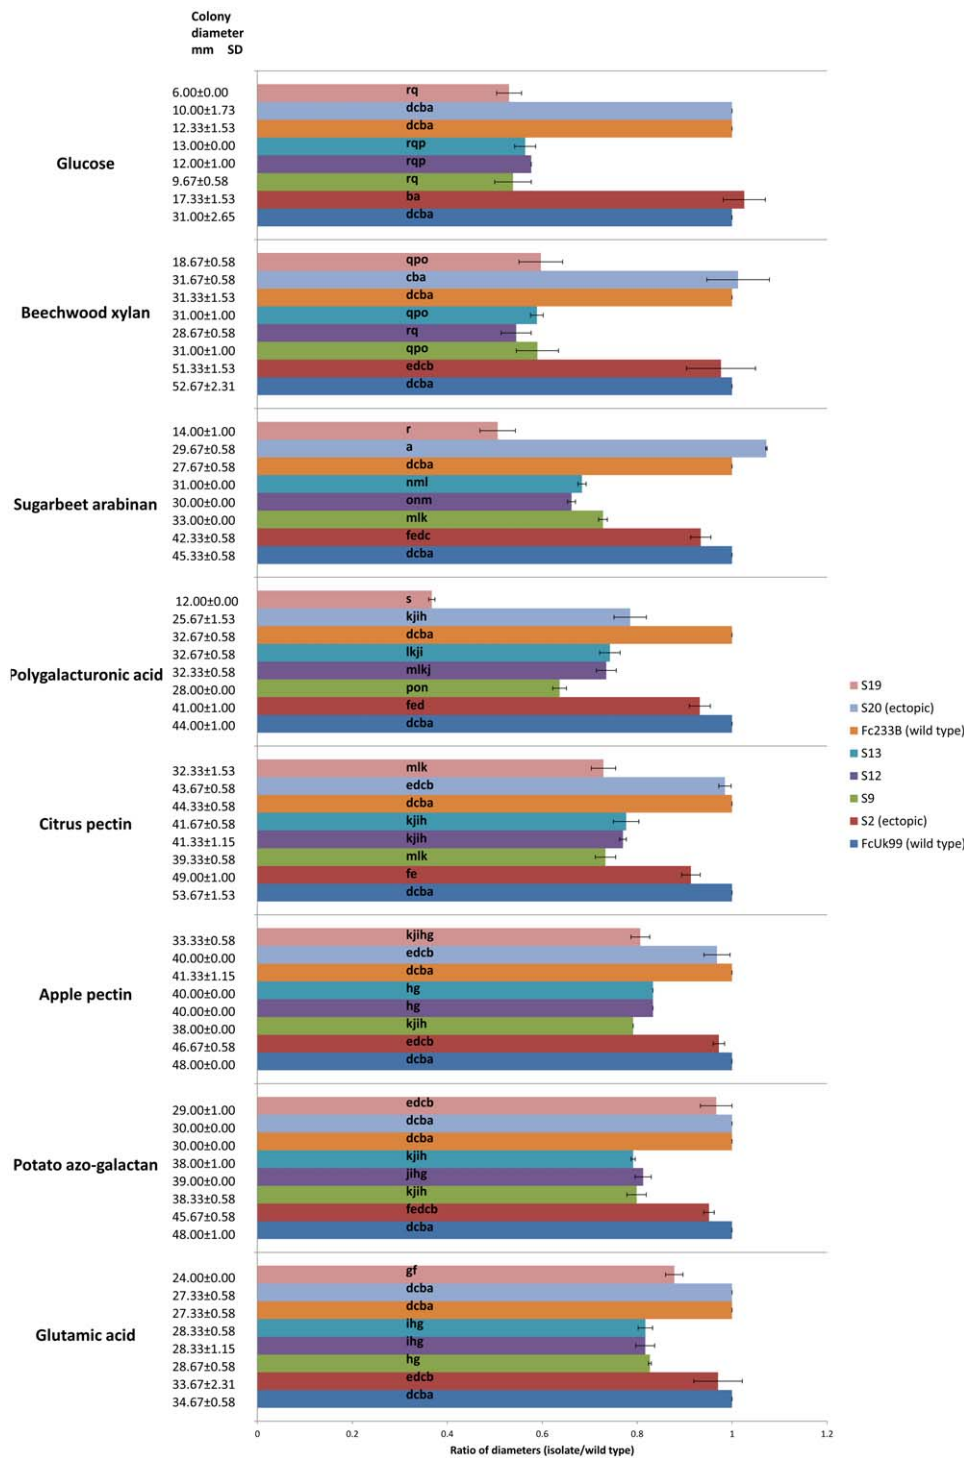 Colony
diameter
mm SD
Glucose
6.00±0.00 rq
10.00±1.73 dcba
12.33±1.53 dcba
13.00±0.00 rqp
12.00±1.00 rqp
9.67±0.58 rq
17.33±1.53 ba
31.00±2.65 dcba
Beechwood xylan
18.67±0.58 qpo
31.67±0.58 cba
31.33±1.53 dcba
31.00±1.00 qpo
28.67±0.58 rq
31.00±1.00 qpo
51.33±1.53 edcb
52.67±2.31 dcba
Sugarbeet arabinan
14.00±1.00 r
29.67±0.58 a
27.67±0.58 dcba
31.00±0.00 nml
30.00±0.00 onm
33.00±0.00 mlk
42.33±0.58 fedc
45.33±0.58 dcba
Polygalacturonic acid
12.00±0.00 s
25.67±1.53 kjih
32.67±0.58 dcba
32.67±0.58 lkji
32.33±0.58 mlkj
28.00±0.00 pon
41.00±1.00 fed
44.00±1.00 dcba
Citrus pectin
32.33±1.53 mlk
43.67±0.58 edcb
44.33±0.58 dcba
41.67±0.58 kjih
41.33±1.15 kjih
39.33±0.58 mlk
49.00±1.00 fe
53.67±1.53 dcba
Apple pectin
33.33±0.58 kjihg
40.00±0.00 edcb
41.33±1.15 dcba
40.00±0.00 hg
40.00±0.00 hg
38.00±0.00 kjih
46.67±0.58 edcb
48.00±0.00 dcba
Potato azo-galactan
29.00±1.00 edcb
30.00±0.00 dcba
30.00±0.00 dcba
38.00±1.00 kjih
39.00±0.00 jihg
38.33±0.58 kjih
45.67±0.58 fedcb
48.00±1.00 dcba
Glutamic acid
24.00±0.00 gf
27.33±0.58 dcba
27.33±0.58 dcba
28.33±0.58 ihg
28.33±1.15 ihg
28.67±0.58 hg
33.67±2.31 edcb
34.67±0.58 dcba
0 0.2 0.4 0.6 0.8 1 1.2
Ratio of diameters (isolate/wild type)
S19
S20 (ectopic)
Fc233B (wild type)
S13
S12
S9
S2 (ectopic)
FcUk99 (wild type)